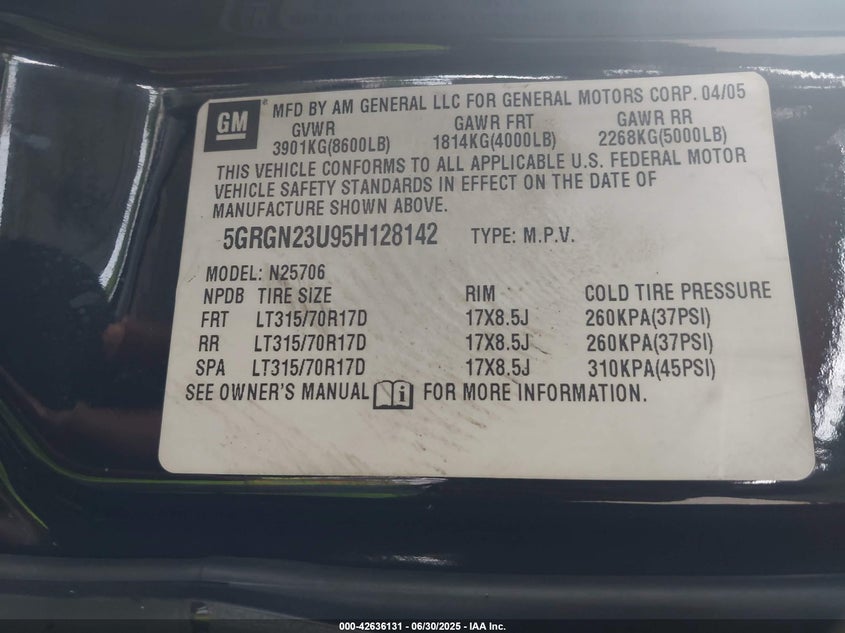 GM
MFD BY AM GENERAL LLC FOR GENERAL MOTORS CORP. 04/05
GVWR GAWR FRT GAWR RR
3901KG(8600LB) 1814KG(4000LB) 2268KG(5000LB)
THIS VEHICLE CONFORMS TO ALL APPLICABLE U.S. FEDERAL MOTOR
VEHICLE SAFETY STANDARDS IN EFFECT ON THE DATE OF
MANUFACTURE SHOWN ABOVE.
5GRGN23U95H128142 TYPE: M.P.V.
MODEL: N25706
NPDB TIRE SIZE RIM COLD TIRE PRESSURE
FRT LT315/70R17D 17X8.5J 260KPA(37PSI)
RR LT315/70R17D 17X8.5J 260KPA(37PSI)
SPA LT315/70R17D 17X8.5J 310KPA(45PSI)
SEE OWNER'S MANUAL FOR MORE INFORMATION.
000-42636131 - 06/30/2025 - IAA Inc.